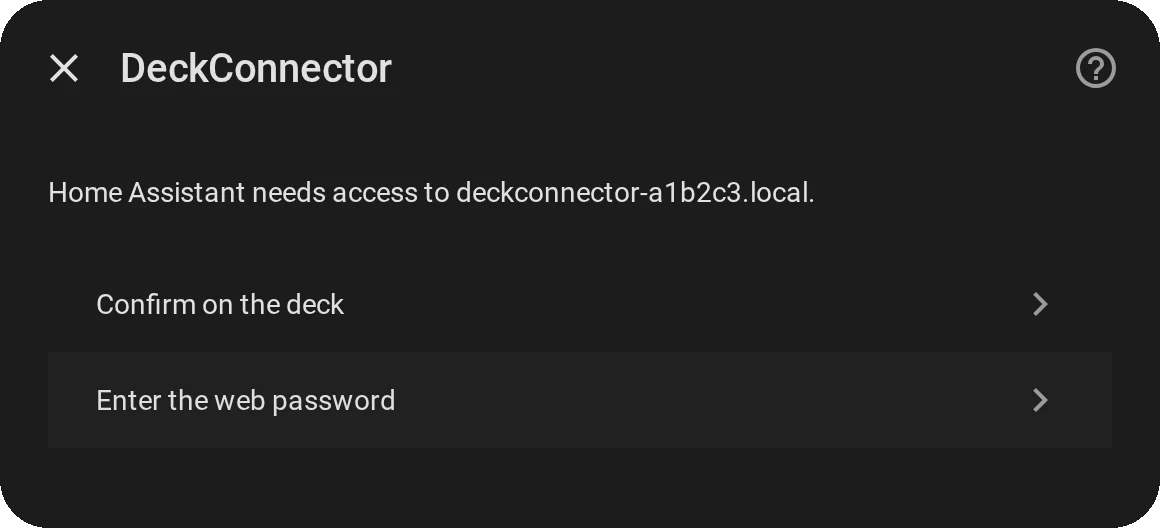 DeckConnector
Home Assistant needs access to deckconnector-a1b2c3.local.
Confirm on the deck
Enter the web password